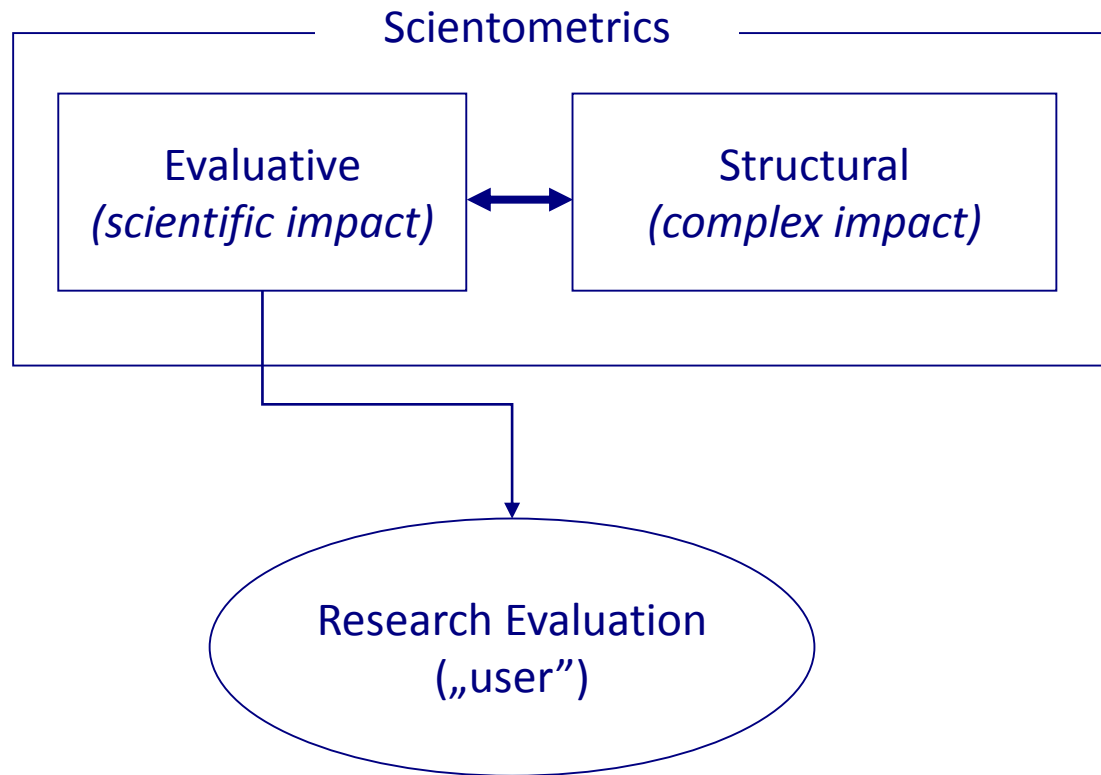 Scientometrics
Evaluative
(scientific impact)
Structural
(complex impact)
Research Evaluation
(„user”)